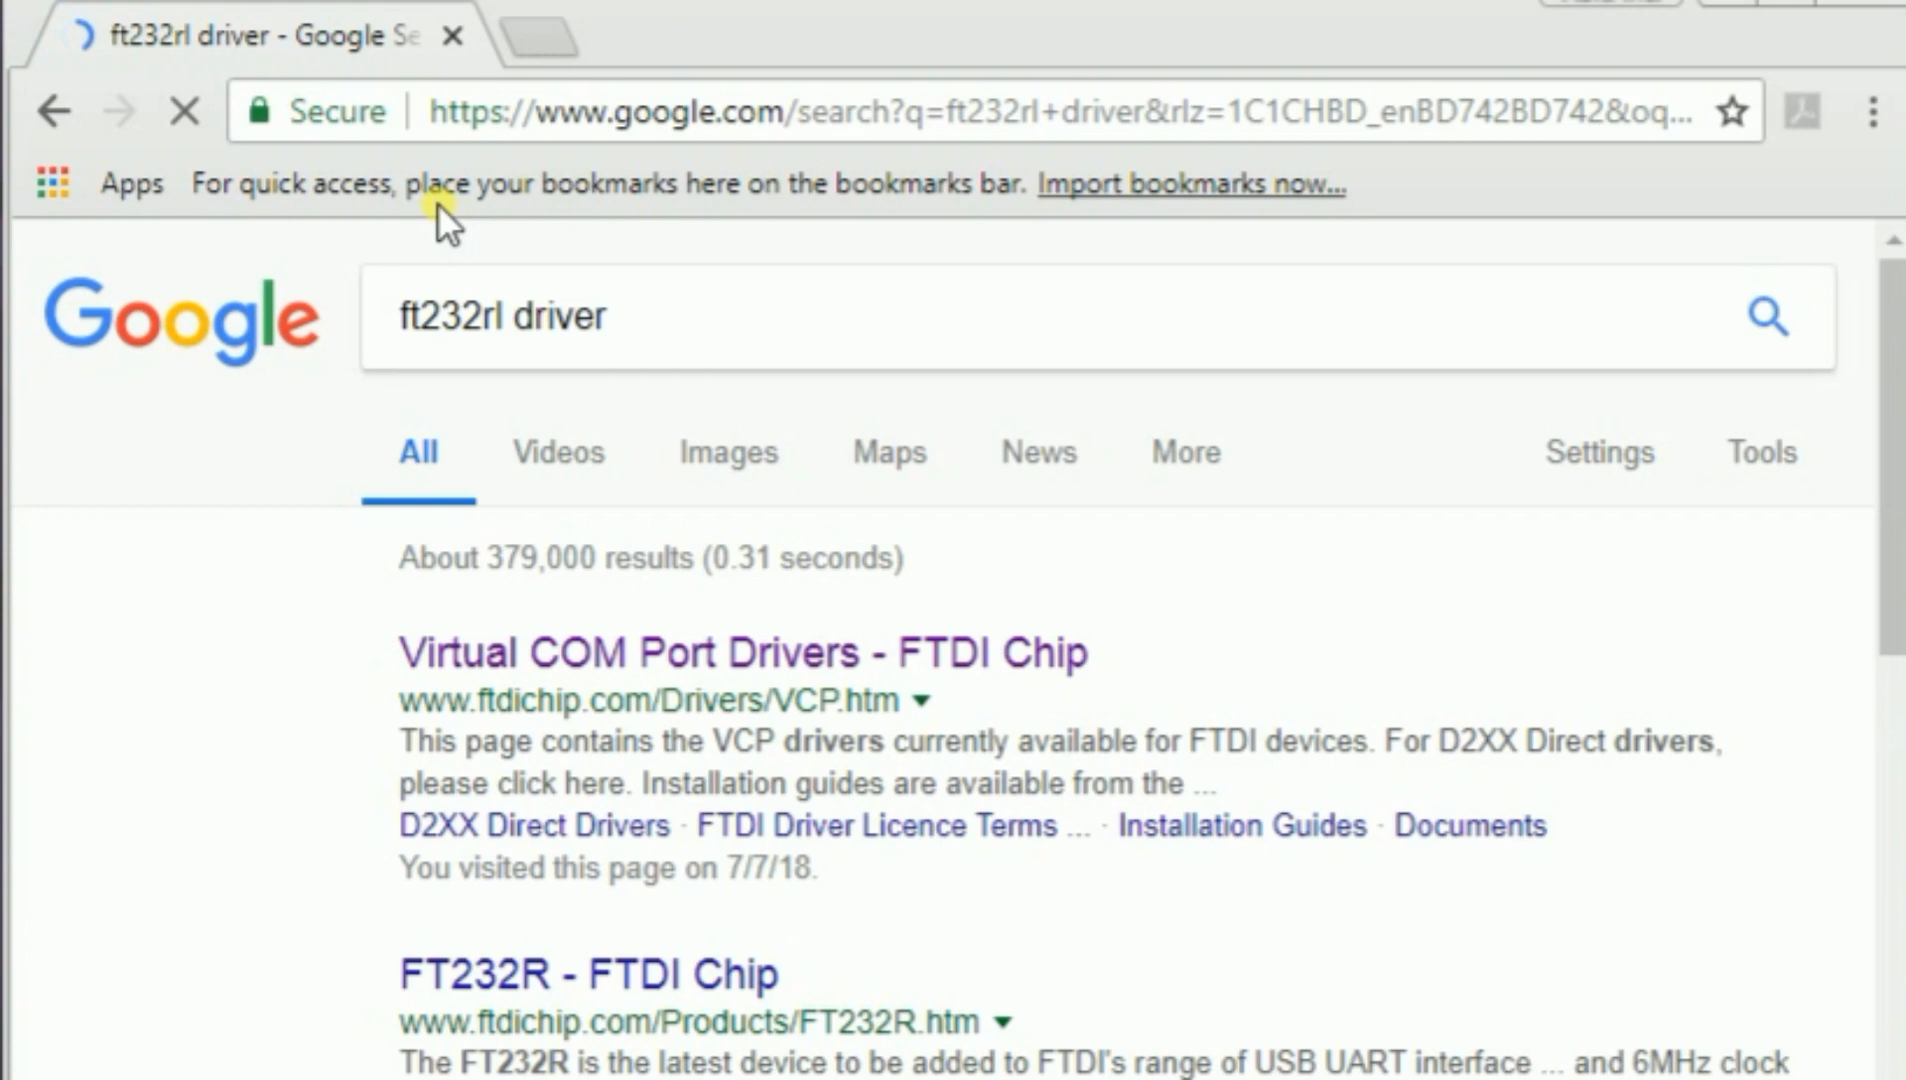 ft232rl driver - Google Se
Secure https://www.google.com/search?q=ft232rl+driver&rlz=1C1CHBD_enBD742BD742&oq...
Apps For quick access, place your bookmarks here on the bookmarks bar. Import bookmarks now...
Google ft232rl driver
All Videos Images Maps News More Settings Tools
About 379,000 results (0.31 seconds)
Virtual COM Port Drivers - FTDI Chip
www.ftdichip.com/Drivers/VCP.htm
This page contains the VCP drivers currently available for FTDI devices. For D2XX Direct drivers,
please click here. Installation guides are available from the ...
D2XX Direct Drivers · FTDI Driver Licence Terms ... · Installation Guides · Documents
You visited this page on 7/7/18.
FT232R - FTDI Chip
www.ftdichip.com/Products/FT232R.htm
The FT232R is the latest device to be added to FTDI's range of USB UART interface ... and 6MHz clock